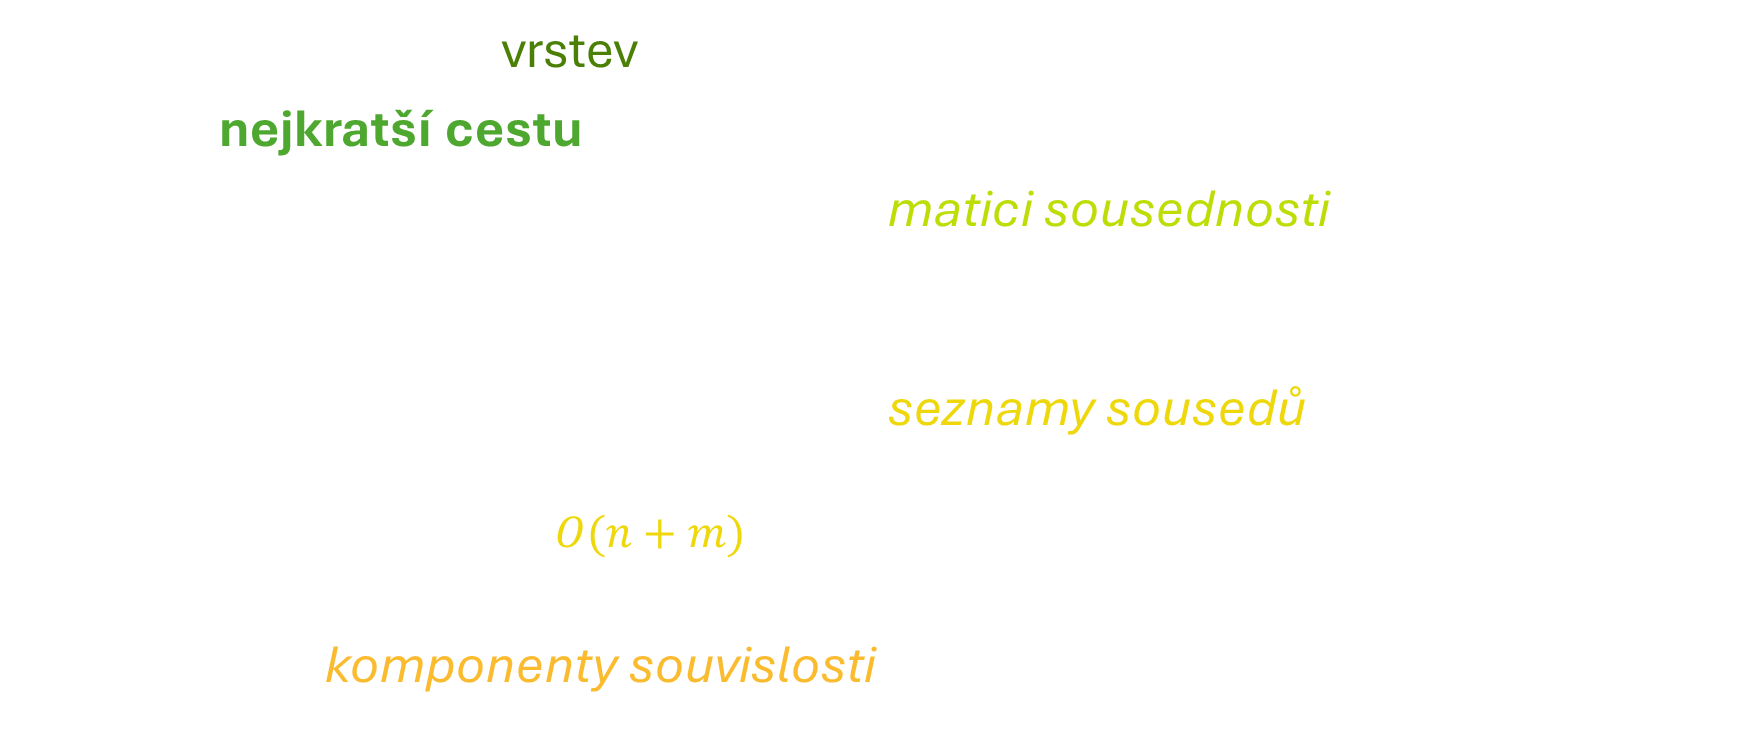 vrstev
nejkratší cestu
matici sousednosti
seznamy sousedů
O(n + m)
komponenty souvislosti